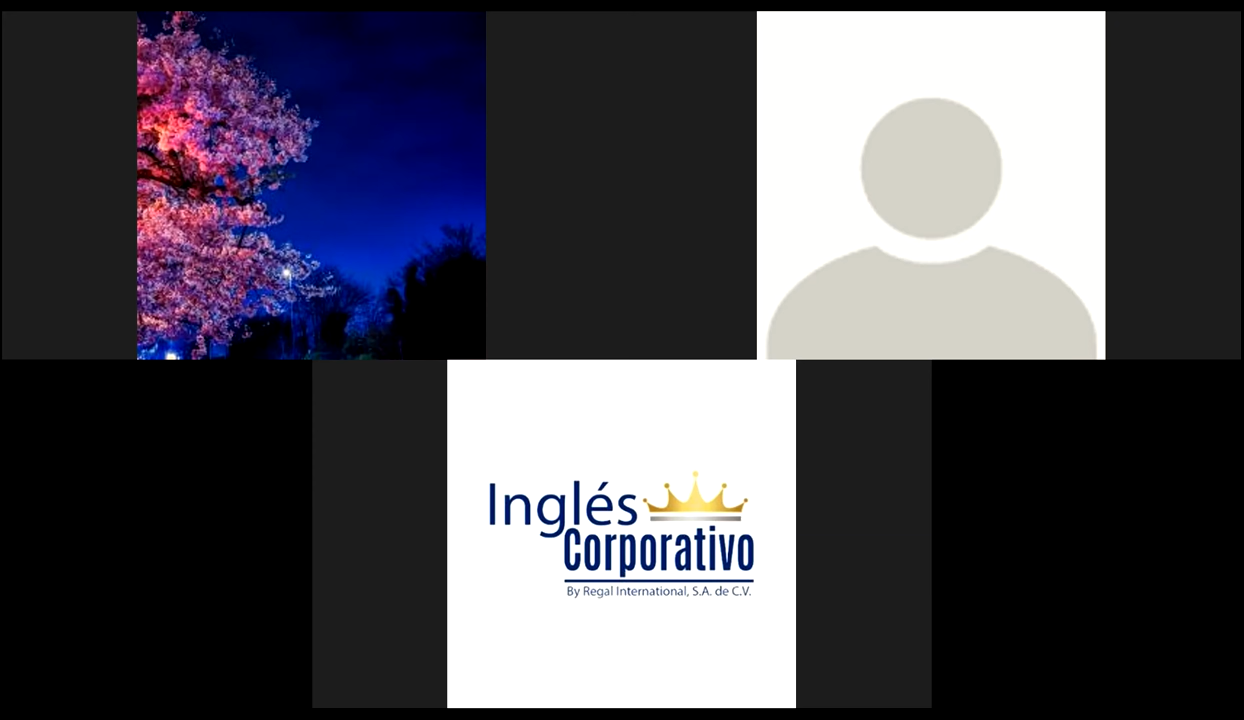 Inglés
Corporativo
By Regal International, S.A. de C.V.